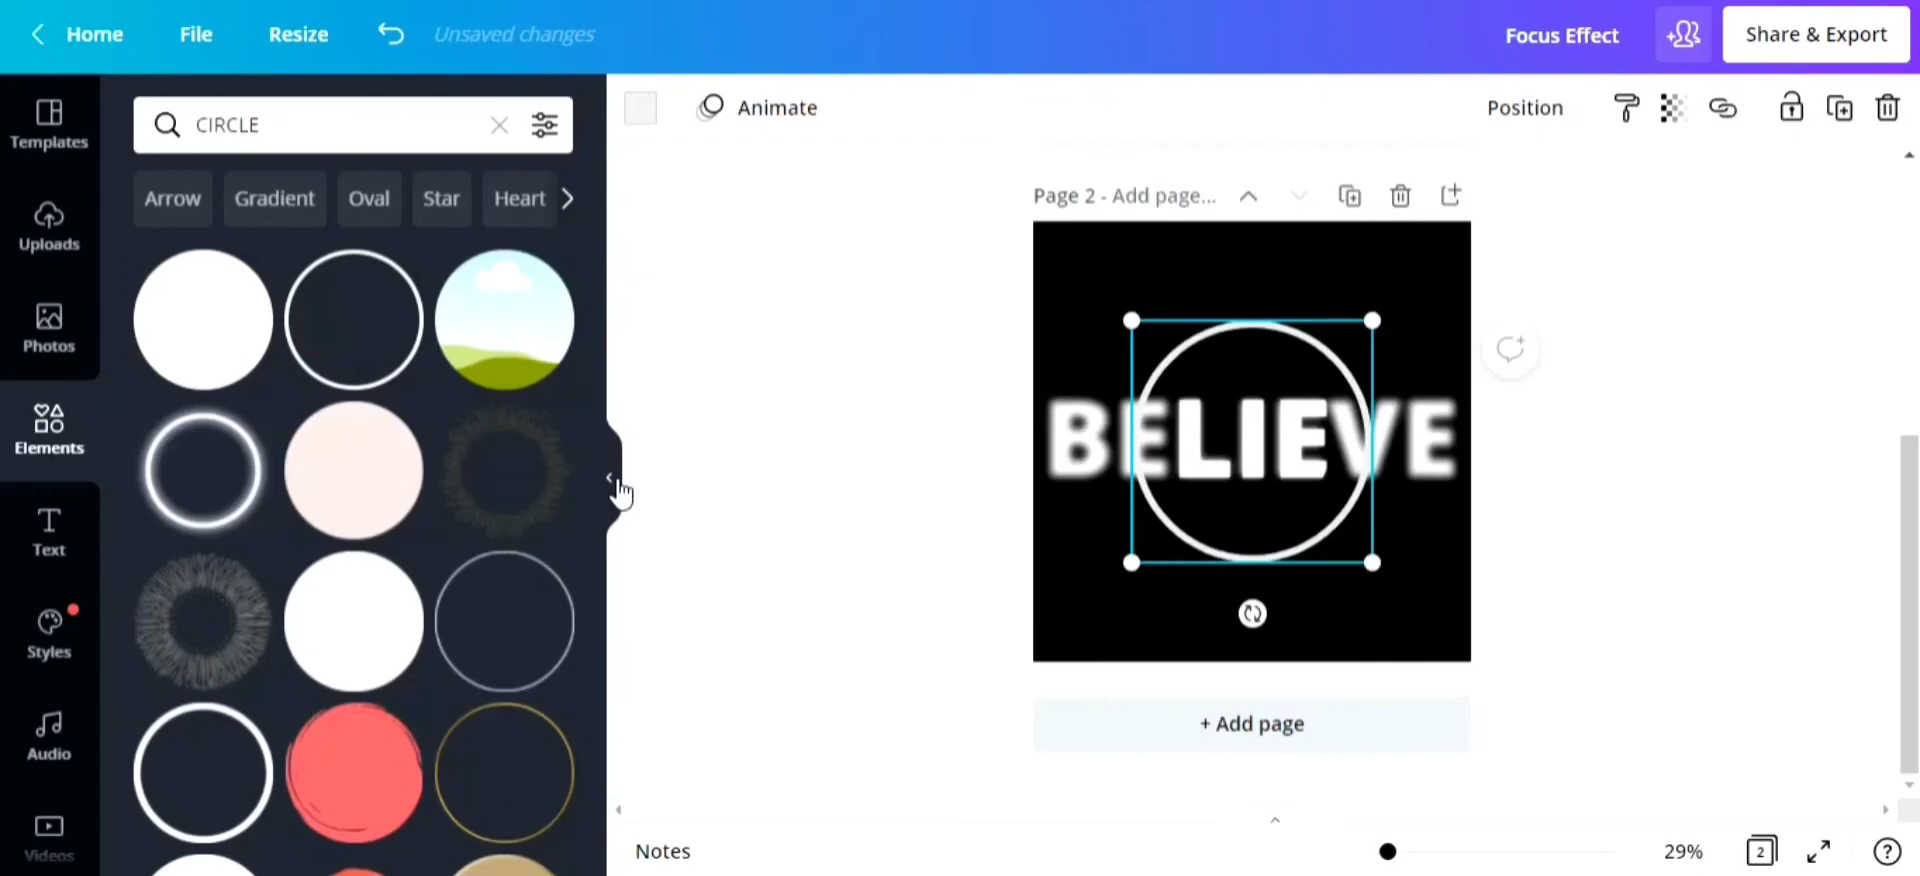 Home File Resize Unsaved changes Focus Effect Share & Export
Templates
Uploads
Photos
Elements
Text
Styles
Audio
Videos
CIRCLE
Arrow Gradient Oval Star Heart
Animate Position
Page 2 - Add page...
BELIEVE
+ Add page
Notes 29% 2 ?